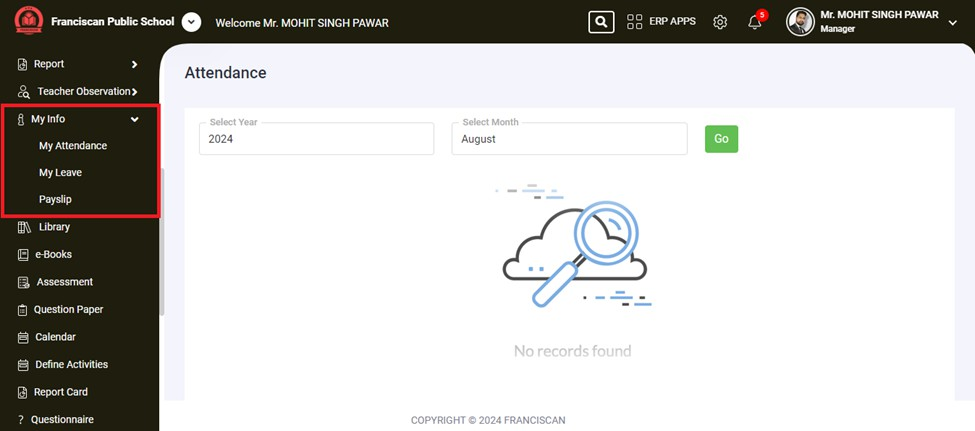 Franciscan Public School
Welcome Mr. MOHIT SINGH PAWAR
ERP APPS
5
Mr. MOHIT SINGH PAWAR
Manager
Report
Teacher Observation
My Info
My Attendance
My Leave
Payslip
Library
e-Books
Assessment
Question Paper
Calendar
Define Activities
Report Card
? Questionnaire
Attendance
Select Year
2024
Select Month
August
Go
No records found
COPYRIGHT © 2024 FRANCISCAN